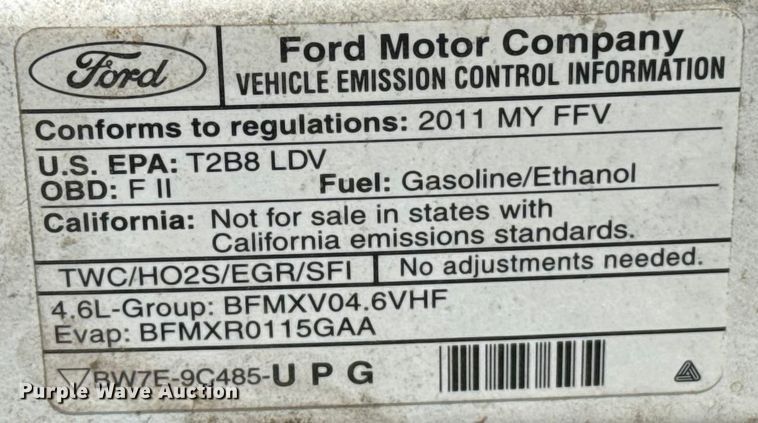 Ford
Ford Motor Company
VEHICLE EMISSION CONTROL INFORMATION
Conforms to regulations: 2011 MY FFV
U.S. EPA: T2B8 LDV
OBD: F II Fuel: Gasoline/Ethanol
California: Not for sale in states with
California emissions standards.
TWC/HO2S/EGR/SFI No adjustments needed.
4.6L-Group: BFMXV04.6VHF
Evap: BFMXR0115GAA
BW7E-9C485-U P G
Purple Wave Auction